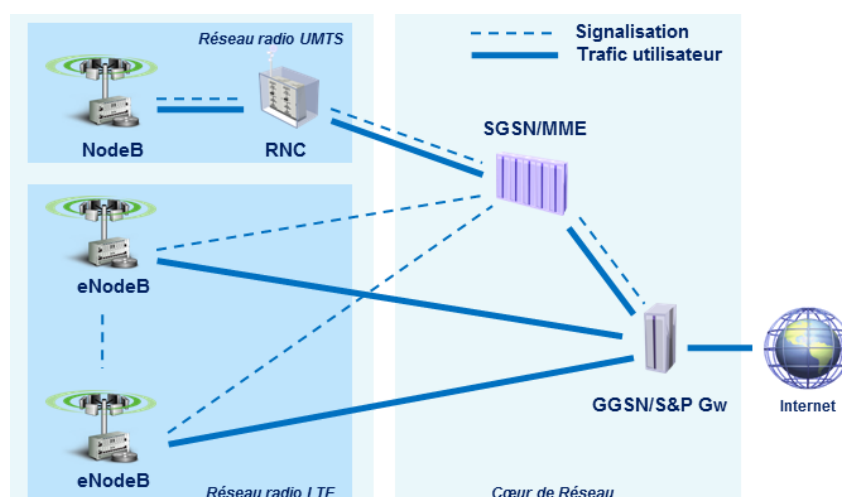 Réseau radio UMTS
Signalisation
Trafic utilisateur
NodeB
RNC
SGSN/MME
eNodeB
eNodeB
GGSN/S&P Gw
Internet
Réseau radio LTE
Cœur de Réseau